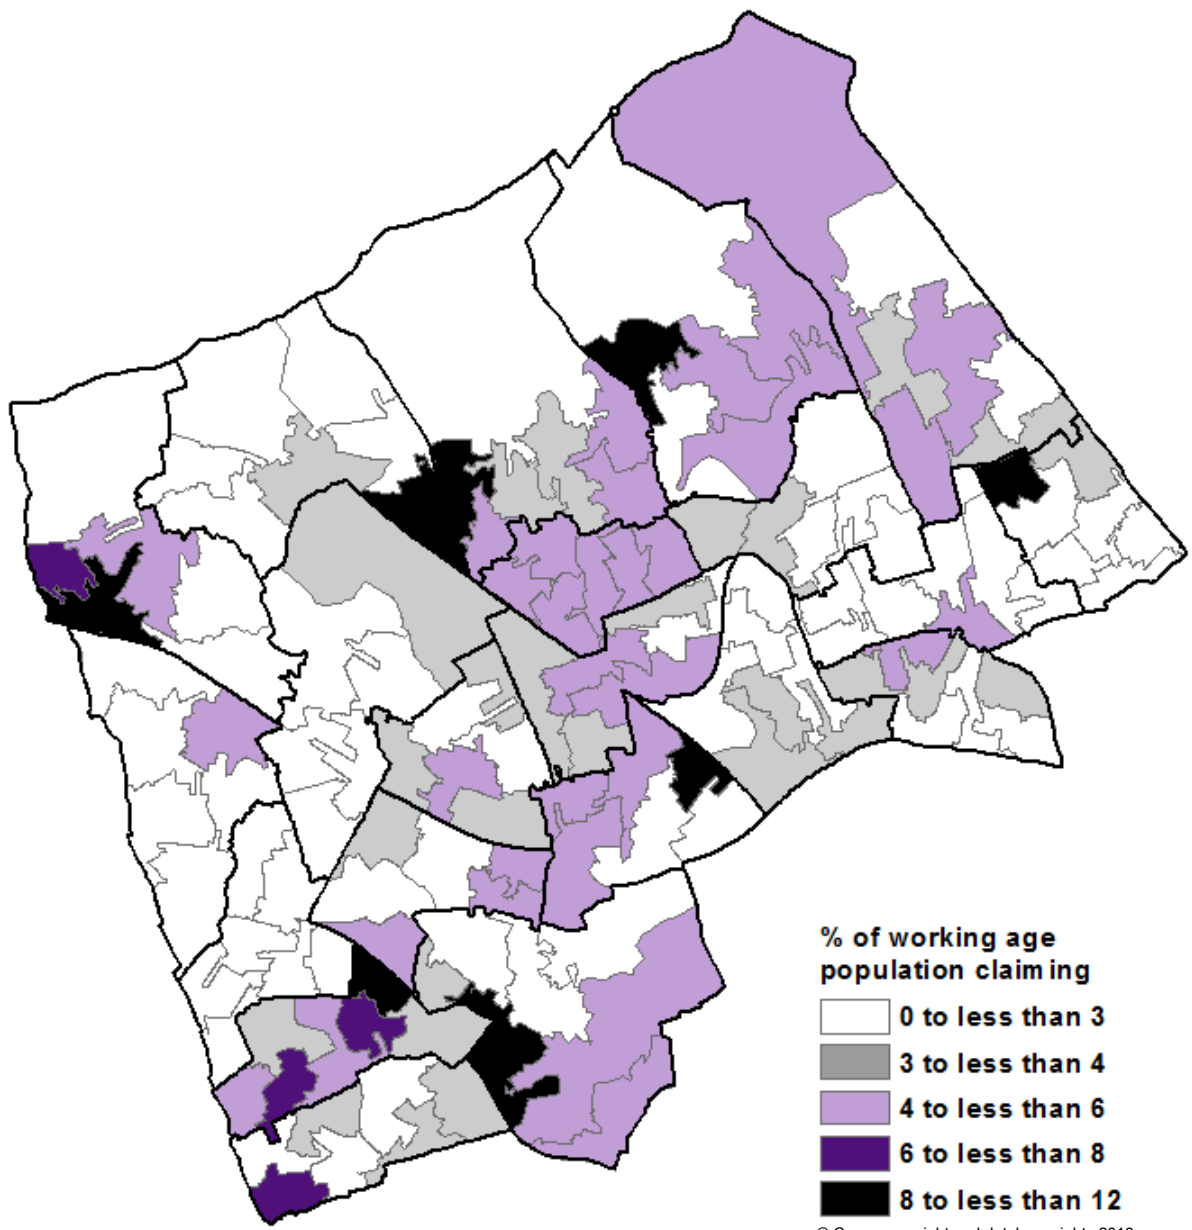 % of working age
population claiming
0 to less than 3
3 to less than 4
4 to less than 6
6 to less than 8
8 to less than 12